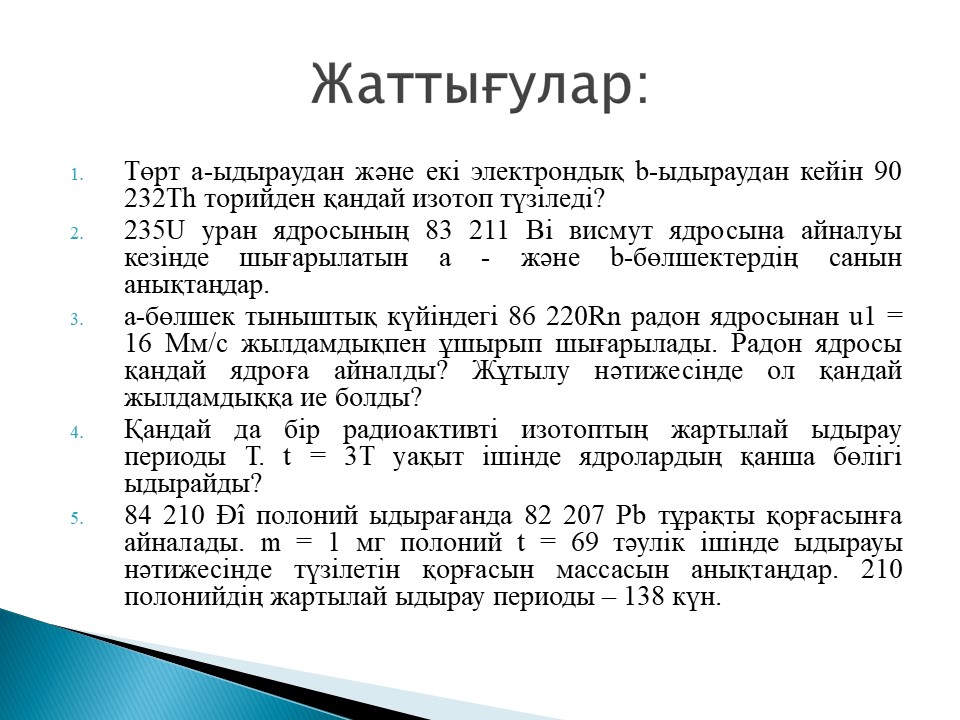 Жаттығулар:
1. Төрт a-ыдыраудан және екі электрондық b-ыдыраудан кейін 90
232Th торийден қандай изотоп түзіледі?
2. 235U уран ядросының 83 211 Bi висмут ядросына айналуы
кезінде шығарылатын a - және b-бөлшектердің санын
анықтаңдар.
3. a-бөлшек тыныштық күйіндегі 86 220Rn радон ядросынан u1 =
16 Мм/с жылдамдықпен ұшырып шығарылады. Радон ядросы
қандай ядроға айналды? Жұтылу нәтижесінде ол қандай
жылдамдыққа ие болды?
4. Қандай да бір радиоактивті изотоптың жартылай ыдырау
периоды T. t = 3T уақыт ішінде ядролардың қанша бөлігі
ыдырайды?
5. 84 210 Ðî полоний ыдырағанда 82 207 Pb тұрақты қорғасынға
айналады. m = 1 мг полоний t = 69 тәулік ішінде ыдырауы
нәтижесінде түзілетін қорғасын массасын анықтаңдар. 210
полонийдің жартылай ыдырау периоды – 138 күн.